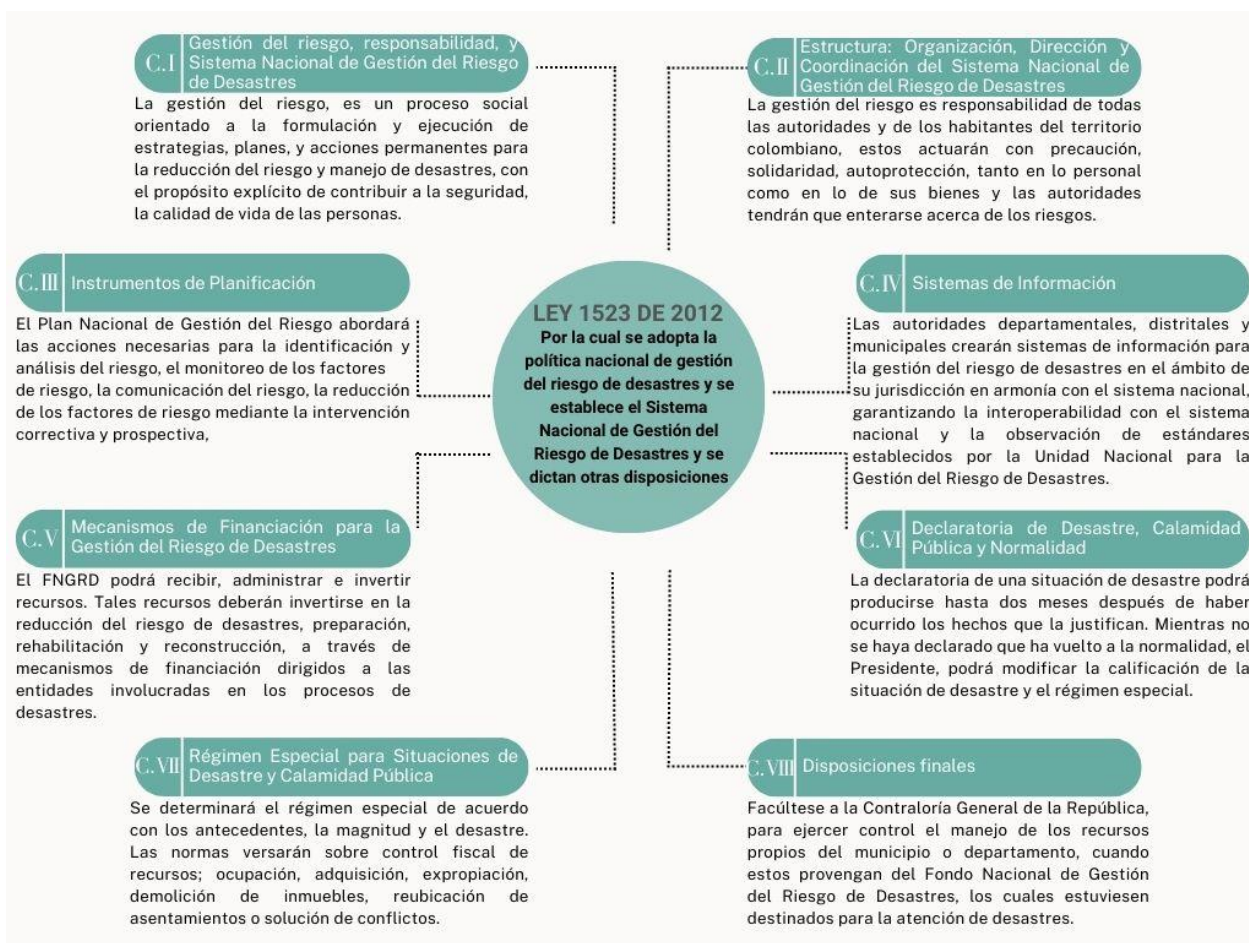 C.I
Gestión del riesgo, responsabilidad, y
Sistema Nacional de Gestión del Riesgo
de Desastres
La gestión del riesgo, es un proceso social
orientado a la formulación y ejecución de
estrategias, planes, y acciones permanentes para
la reducción del riesgo y manejo de desastres, con
el propósito explícito de contribuir a la seguridad,
la calidad de vida de las personas.
C.II
Estructura: Organización, Dirección y
Coordinación del Sistema Nacional de
Gestión del Riesgo de Desastres
La gestión del riesgo es responsabilidad de todas
las autoridades y de los habitantes del territorio
colombiano, estos actuarán con precaución,
solidaridad, autoprotección, tanto en lo personal
como en lo de sus bienes y las autoridades
tendrán que enterarse acerca de los riesgos.
C.III
Instrumentos de Planificación
El Plan Nacional de Gestión del Riesgo abordará
las acciones necesarias para la identificación y
análisis del riesgo, el monitoreo de los factores
de riesgo, la comunicación del riesgo, la reducción
de los factores de riesgo mediante la intervención
correctiva y prospectiva,
LEY 1523 DE 2012
Por la cual se adopta la
política nacional de gestión
del riesgo de desastres y se
establece el Sistema
Nacional de Gestión del
Riesgo de Desastres y se
dictan otras disposiciones
C.IV
Sistemas de Información
Las autoridades departamentales, distritales y
municipales crearán sistemas de información para
la gestión del riesgo de desastres en el ámbito de
su jurisdicción en armonía con el sistema nacional,
garantizando la interoperabilidad con el sistema
nacional y la observación de estándares
establecidos por la Unidad Nacional para la
Gestión del Riesgo de Desastres.
C.V
Mecanismos de Financiación para la
Gestión del Riesgo de Desastres
El FNGRD podrá recibir, administrar e invertir
recursos. Tales recursos deberán invertirse en la
reducción del riesgo de desastres, preparación,
rehabilitación y reconstrucción, a través de
mecanismos de financiación dirigidos a las
entidades involucradas en los procesos de
desastres.
C.VI
Declaratoria de Desastre, Calamidad
Pública y Normalidad
La declaratoria de una situación de desastre podrá
producirse hasta dos meses después de haber
ocurrido los hechos que la justifican. Mientras no
se haya declarado que ha vuelto a la normalidad, el
Presidente, podrá modificar la calificación de la
situación de desastre y el régimen especial.
C.VII
Régimen Especial para Situaciones de
Desastre y Calamidad Pública
Se determinará el régimen especial de acuerdo
con los antecedentes, la magnitud y el desastre.
Las normas versarán sobre control fiscal de
recursos; ocupación, adquisición, expropiación,
demolición de inmuebles, reubicación de
asentamientos o solución de conflictos.
C.VIII
Disposiciones finales
Facúltese a la Contraloría General de la República,
para ejercer control el manejo de los recursos
propios del municipio o departamento, cuando
estos provengan del Fondo Nacional de Gestión
del Riesgo de Desastres, los cuales estuviesen
destinados para la atención de desastres.